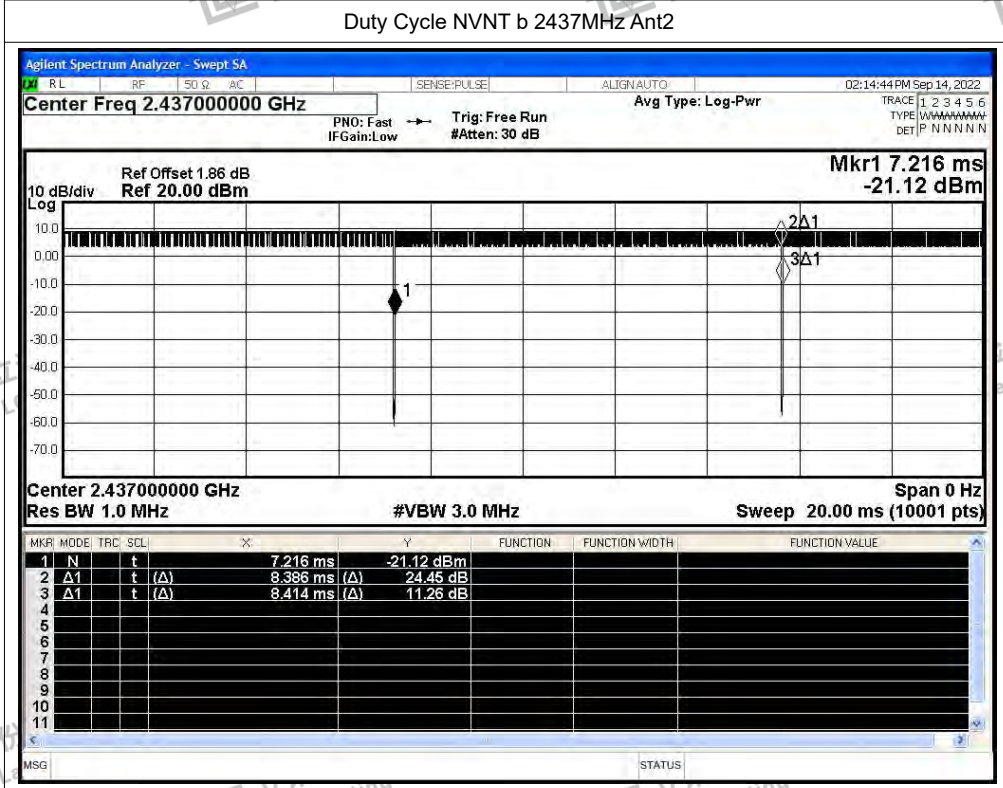 Duty Cycle NVNT b 2437MHz Ant2
Agilent Spectrum Analyzer - Swept SA
LXI RL RF 50 Ω AC SENSE:PULSE ALIGNAUTO 02:14:44 PM Sep 14, 2022
Center Freq 2.437000000 GHz Avg Type: Log-Pwr TRACE 1 2 3 4 5 6
PNO: Fast Trig: Free Run TYPE WWWWWW
IFGain:Low #Atten: 30 dB DET P N N N N N
Mkr1 7.216 ms
Ref Offset 1.86 dB
10 dB/div Ref 20.00 dBm -21.12 dBm
Log
10.0
0.00
-10.0
-20.0
-30.0
-40.0
-50.0
-60.0
-70.0
2Δ1
3Δ1
1
Center 2.437000000 GHz Span 0 Hz
Res BW 1.0 MHz #VBW 3.0 MHz Sweep 20.00 ms (10001 pts)
MKR MODE TRC SCL X Y FUNCTION FUNCTION WIDTH FUNCTION VALUE
1 N t 7.216 ms -21.12 dBm
2 Δ1 t (Δ) 8.386 ms (Δ) 24.45 dB
3 Δ1 t (Δ) 8.414 ms (Δ) 11.26 dB
4
5
6
7
8
9
10
11
MSG STATUS